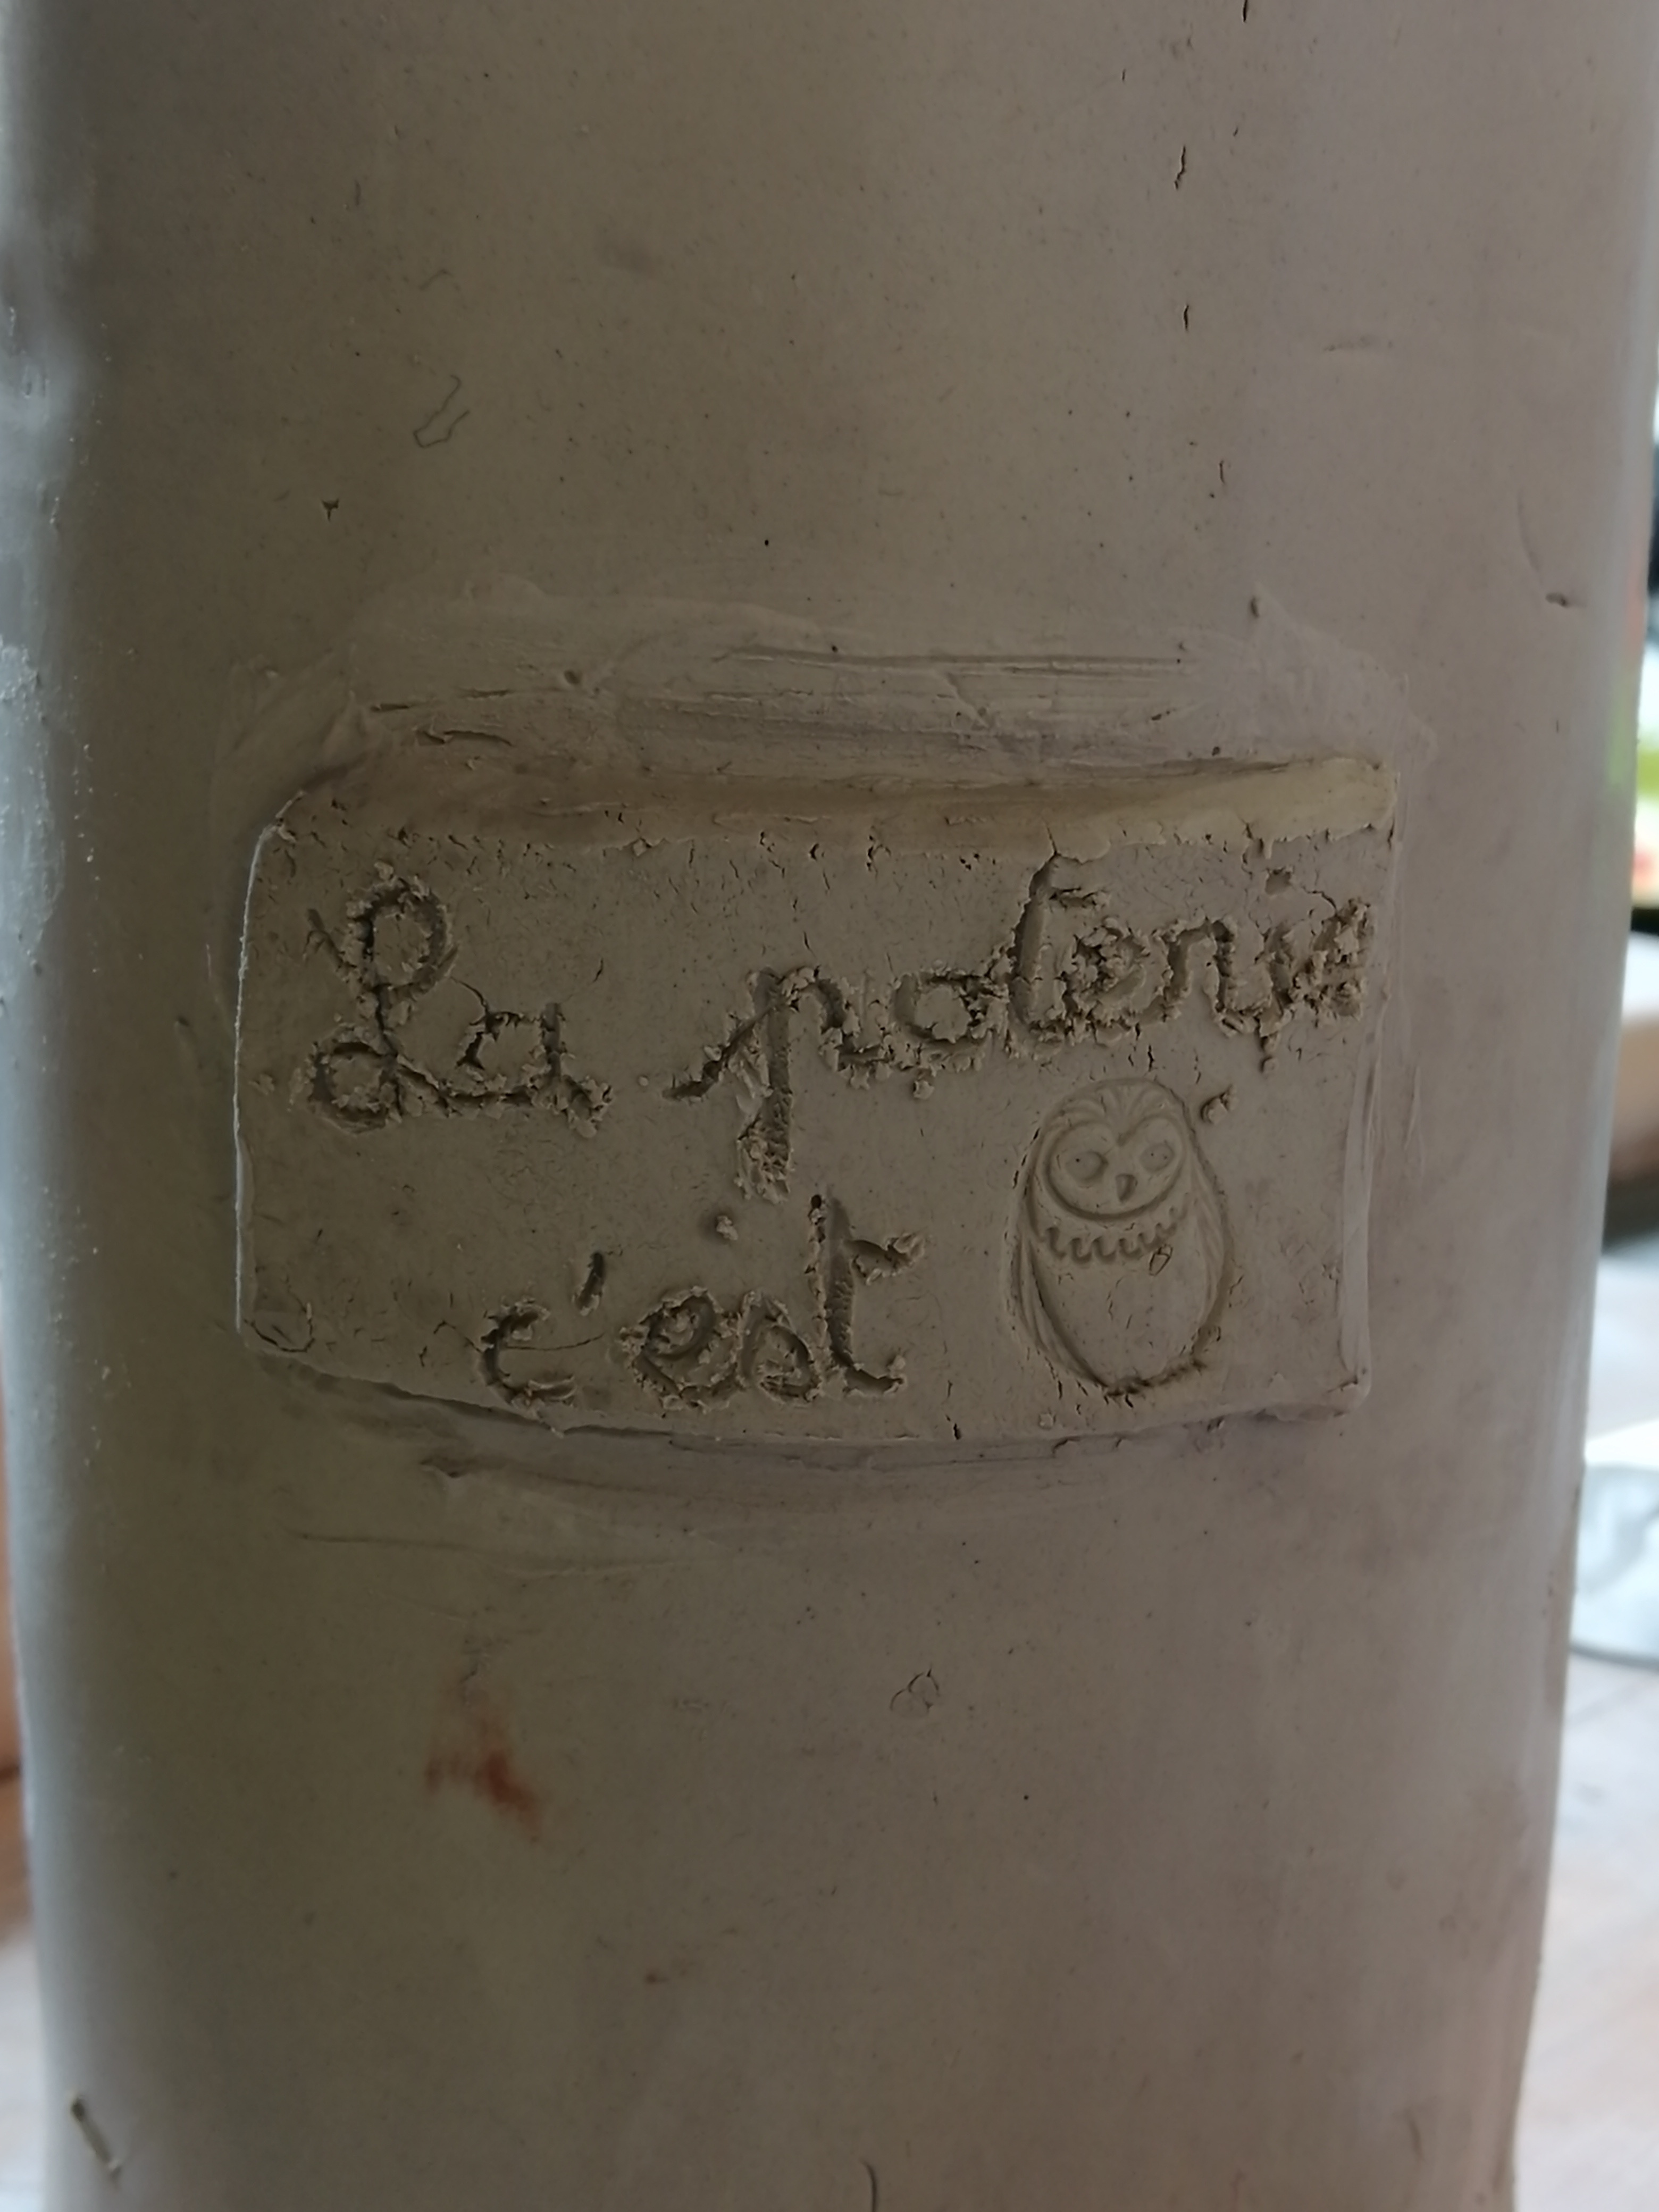 La poterie
c'est